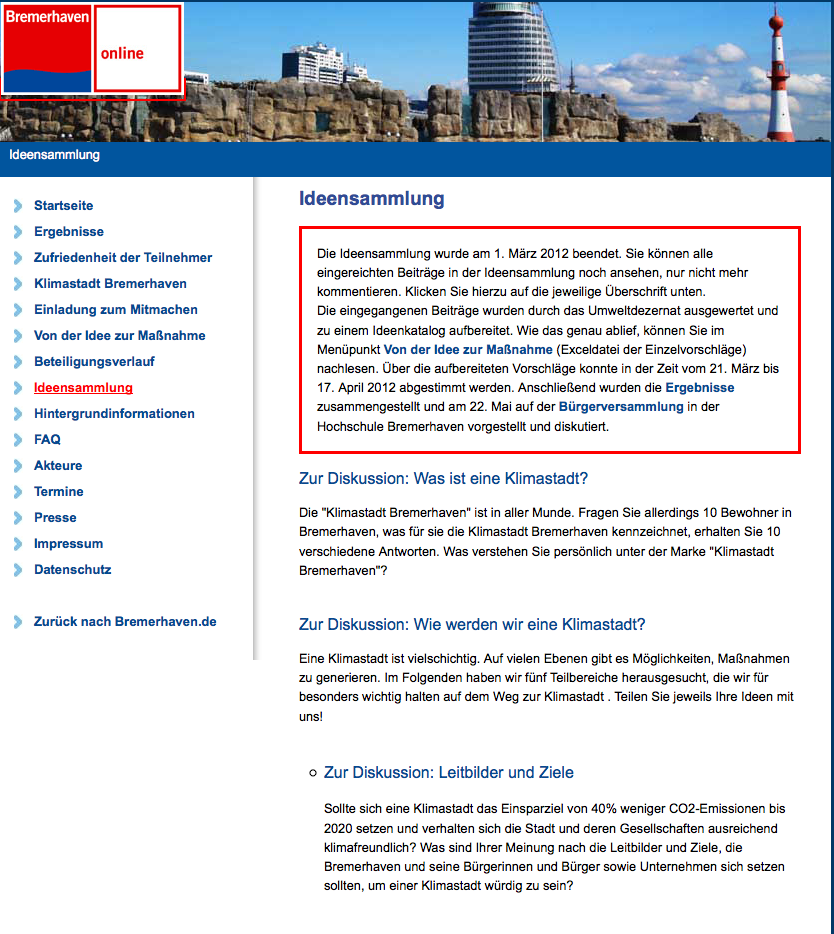 Bremerhaven
online
Ideensammlung
Startseite
Ergebnisse
Zufriedenheit der Teilnehmer
Klimastadt Bremerhaven
Einladung zum Mitmachen
Von der Idee zur Maßnahme
Beteiligungsverlauf
Ideensammlung
Hintergrundinformationen
FAQ
Akteure
Termine
Presse
Impressum
Datenschutz
Zurück nach Bremerhaven.de
Ideensammlung
Die Ideensammlung wurde am 1. März 2012 beendet. Sie können alle
eingereichten Beiträge in der Ideensammlung noch ansehen, nur nicht mehr
kommentieren. Klicken Sie hierzu auf die jeweilige Überschrift unten.
Die eingegangenen Beiträge wurden durch das Umweltdezernat ausgewertet und
zu einem Ideenkatalog aufbereitet. Wie das genau ablief, können Sie im
Menüpunkt Von der Idee zur Maßnahme (Exceldatei der Einzelvorschläge)
nachlesen. Über die aufbereiteten Vorschläge konnte in der Zeit vom 21. März bis
17. April 2012 abgestimmt werden. Anschließend wurden die Ergebnisse
zusammengestellt und am 22. Mai auf der Bürgerversammlung in der
Hochschule Bremerhaven vorgestellt und diskutiert.
Zur Diskussion: Was ist eine Klimastadt?
Die "Klimastadt Bremerhaven" ist in aller Munde. Fragen Sie allerdings 10 Bewohner in
Bremerhaven, was für sie die Klimastadt Bremerhaven kennzeichnet, erhalten Sie 10
verschiedene Antworten. Was verstehen Sie persönlich unter der Marke "Klimastadt
Bremerhaven"?
Zur Diskussion: Wie werden wir eine Klimastadt?
Eine Klimastadt ist vielschichtig. Auf vielen Ebenen gibt es Möglichkeiten, Maßnahmen
zu generieren. Im Folgenden haben wir fünf Teilbereiche herausgesucht, die wir für
besonders wichtig halten auf dem Weg zur Klimastadt . Teilen Sie jeweils Ihre Ideen mit
uns!
Zur Diskussion: Leitbilder und Ziele
Sollte sich eine Klimastadt das Einsparziel von 40% weniger CO2-Emissionen bis
2020 setzen und verhalten sich die Stadt und deren Gesellschaften ausreichend
klimafreundlich? Was sind Ihrer Meinung nach die Leitbilder und Ziele, die
Bremerhaven und seine Bürgerinnen und Bürger sowie Unternehmen sich setzen
sollten, um einer Klimastadt würdig zu sein?